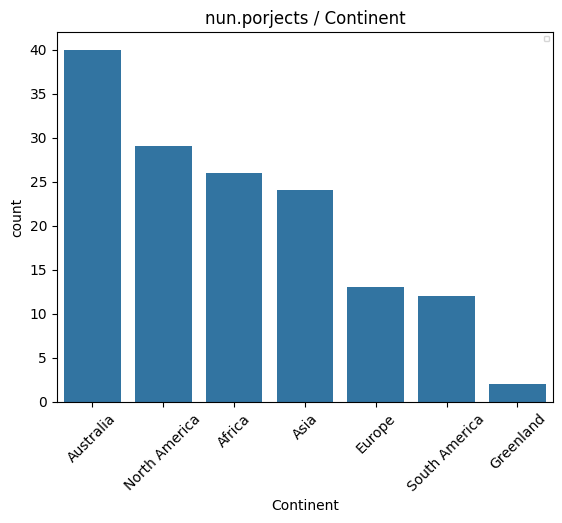 nun.porjects / Continent
count
40
35
30
25
20
15
10
5
0
Australia
North America
Africa
Asia
Europe
South America
Greenland
Continent